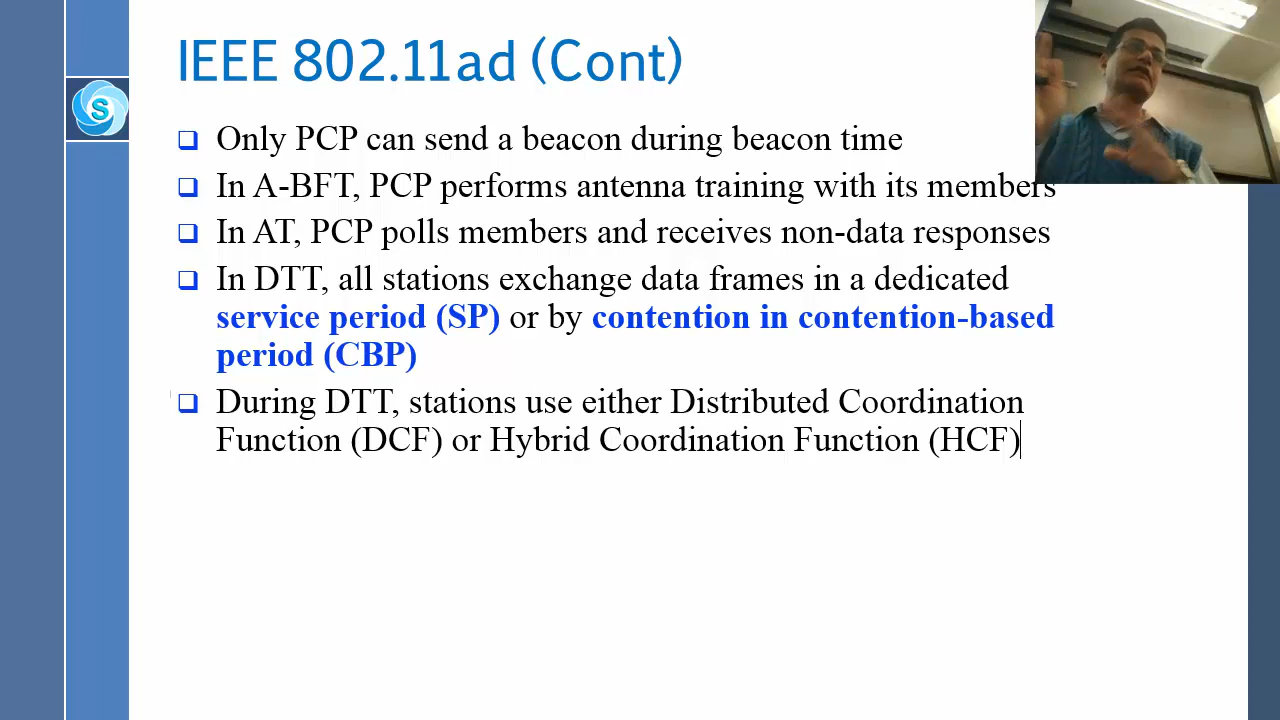 IEEE 802.11ad (Cont)
S
Only PCP can send a beacon during beacon time
In A-BFT, PCP performs antenna training with its members
In AT, PCP polls members and receives non-data responses
In DTT, all stations exchange data frames in a dedicated
service period (SP) or by contention in contention-based
period (CBP)
During DTT, stations use either Distributed Coordination
Function (DCF) or Hybrid Coordination Function (HCF)